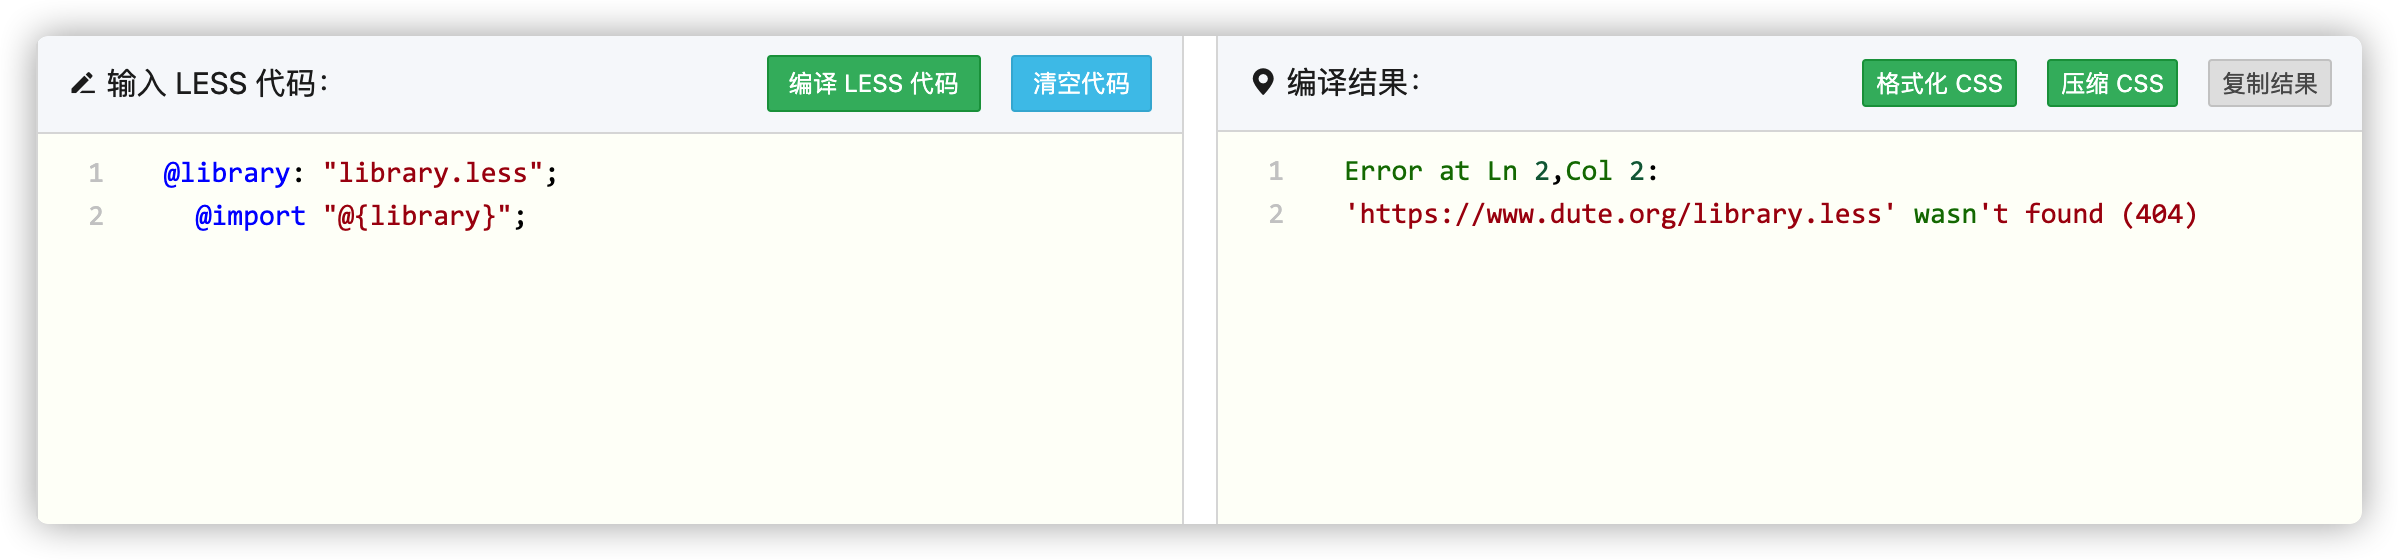 输入 LESS 代码：
编译 LESS 代码
清空代码
1 @library: "library.less";
2 @import "@{library}";
编译结果：
格式化 CSS
压缩 CSS
复制结果
1 Error at Ln 2,Col 2:
2 'https://www.dute.org/library.less' wasn't found (404)